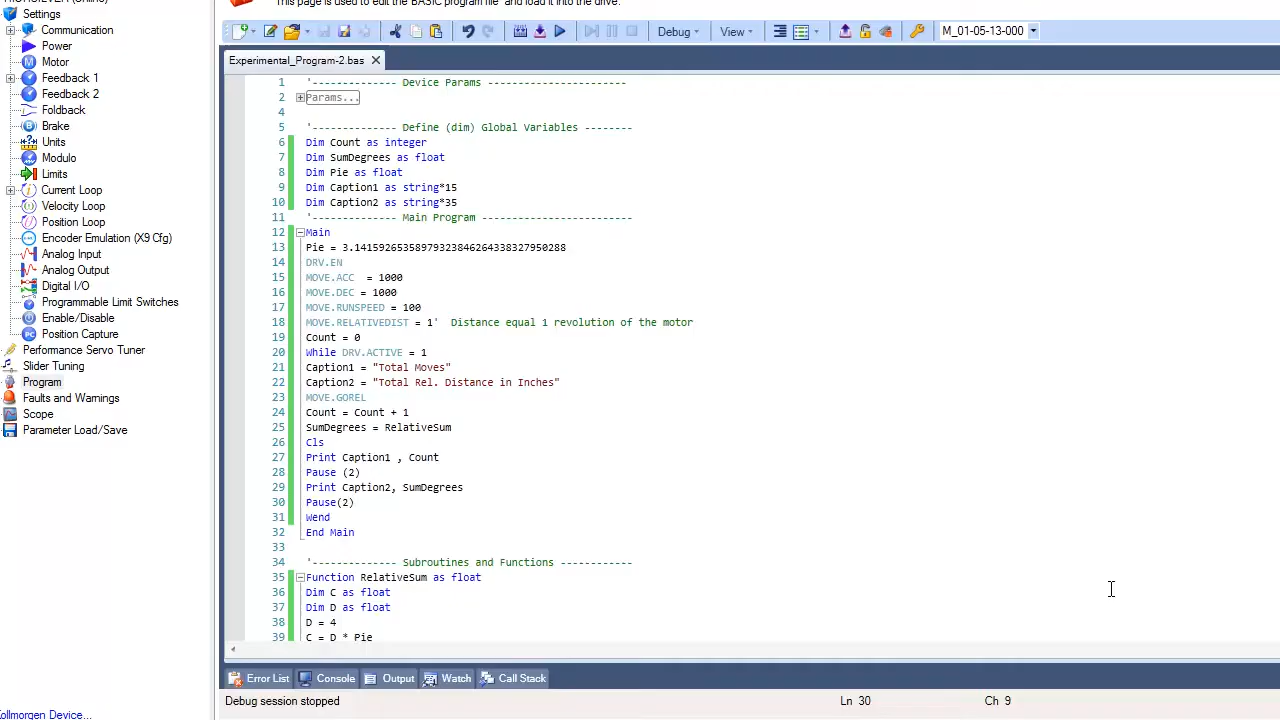 This page is used to edit the BASIC program file and load it into the drive.
Settings
Communication
Power
Motor
Feedback 1
Feedback 2
Foldback
Brake
Units
Modulo
Limits
Current Loop
Velocity Loop
Position Loop
Encoder Emulation (X9 Cfg)
Analog Input
Analog Output
Digital I/O
Programmable Limit Switches
Enable/Disable
Position Capture
Performance Servo Tuner
Slider Tuning
Program
Faults and Warnings
Scope
Parameter Load/Save
Kollmorgen Device...
Debug View M_01-05-13-000
Experimental_Program-2.bas
1 '-------------- Device Params -----------------------
2 Params...
4
5 '-------------- Define (dim) Global Variables --------
6 Dim Count as integer
7 Dim SumDegrees as float
8 Dim Pie as float
9 Dim Caption1 as string*15
10 Dim Caption2 as string*35
11 '-------------- Main Program -------------------------
12 Main
13 Pie = 3.1415926535897932384626433832795​0288
14 DRV.EN
15 MOVE.ACC  = 1000
16 MOVE.DEC = 1000
17 MOVE.RUNSPEED = 100
18 MOVE.RELATIVEDIST = 1'  Distance equal 1 revolution of the motor
19 Count = 0
20 While DRV.ACTIVE = 1
21 Caption1 = "Total Moves"
22 Caption2 = "Total Rel. Distance in Inches"
23 MOVE.GOREL
24 Count = Count + 1
25 SumDegrees = RelativeSum
26 Cls
27 Print Caption1 , Count
28 Pause (2)
29 Print Caption2, SumDegrees
30 Pause(2)
31 Wend
32 End Main
33
34 '-------------- Subroutines and Functions ------------
35 Function RelativeSum as float
36 Dim C as float
37 Dim D as float
38 D = 4
39 C = D * Pie
Error List Console Output Watch Call Stack
Debug session stopped Ln 30 Ch 9